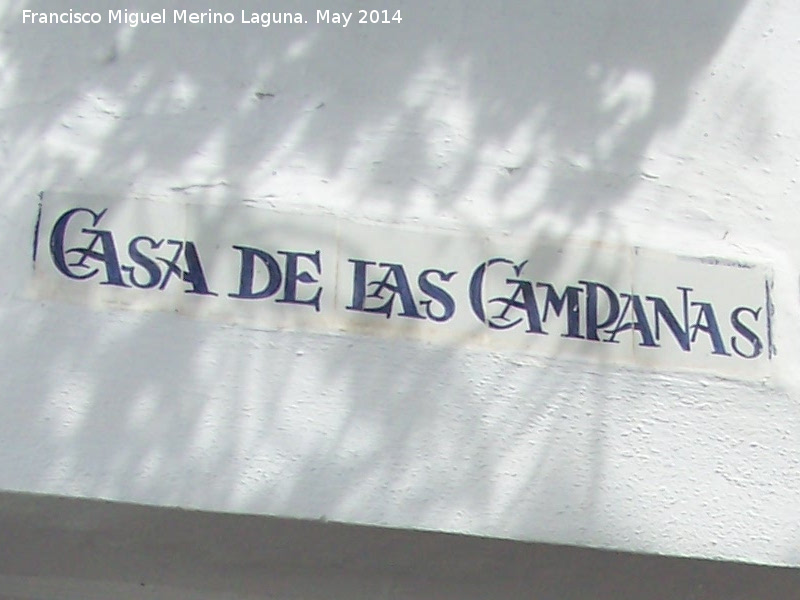 Francisco Miguel Merino Laguna. May 2014
CASA DE LAS CAMPANAS